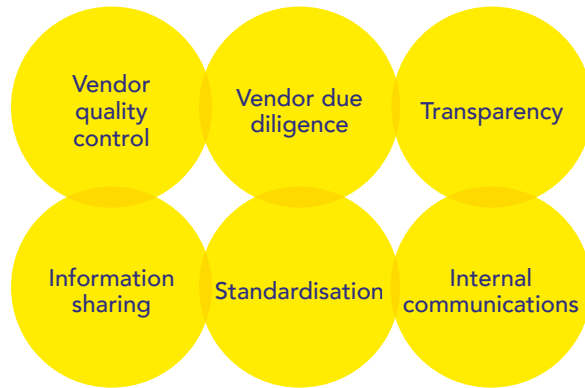 Vendor
quality
control
Vendor due
diligence
Transparency
Information
sharing
Standardisation
Internal
communications